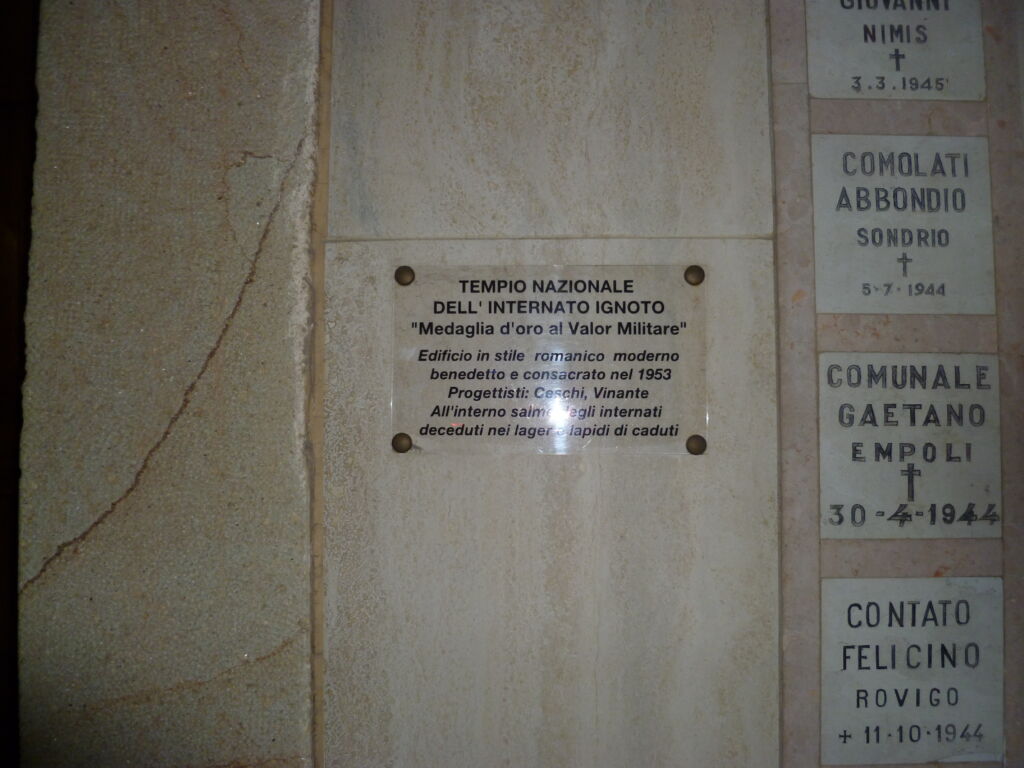 TEMPIO NAZIONALE
DELL' INTERNATO IGNOTO
"Medaglia d'oro al Valor Militare"
Edificio in stile romanico moderno
benedetto e consacrato nel 1953
Progettisti: Ceschi, Vinante
All'interno salme degli internati
deceduti nei lager e lapidi di caduti
GIOVANNI
NIMIS
3.3.1945
COMOLATI
ABBONDIO
SONDRIO
5-7-1944
COMUNALE
GAETANO
EMPOLI
30-4-1944
CONTATO
FELICINO
ROVIGO
11-10-1944